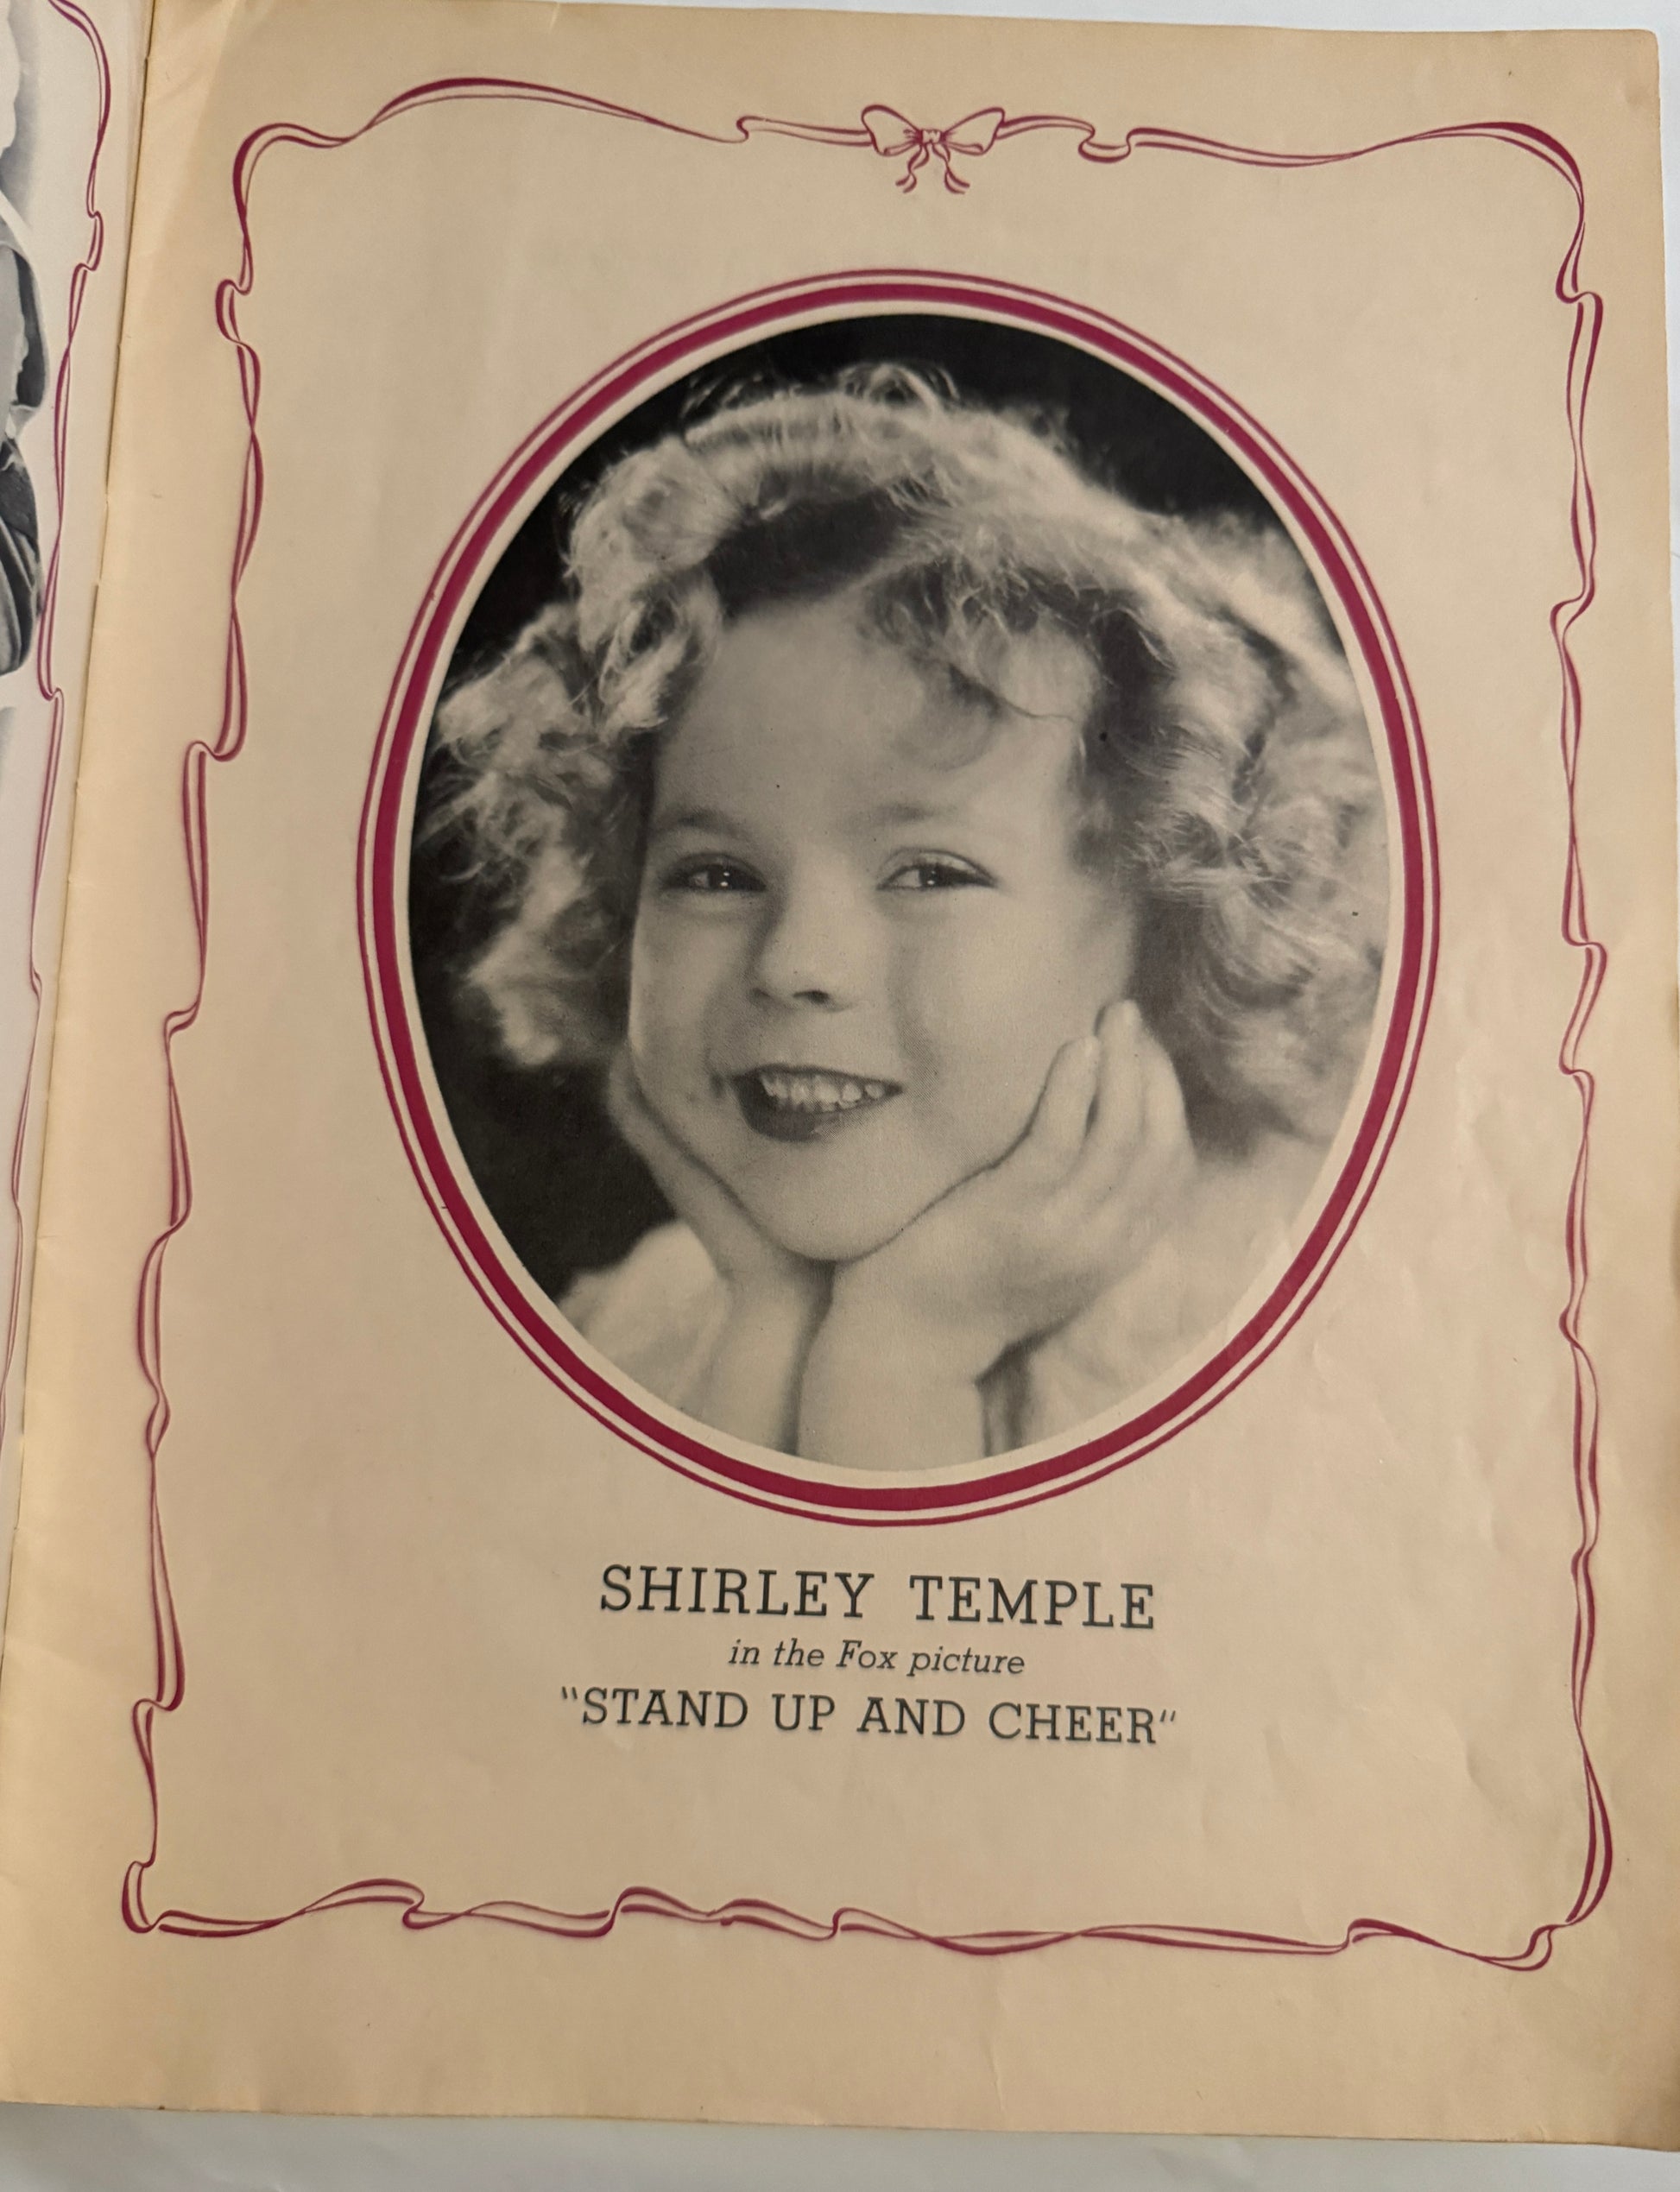 SHIRLEY TEMPLE
in the Fox picture
"STAND UP AND CHEER"